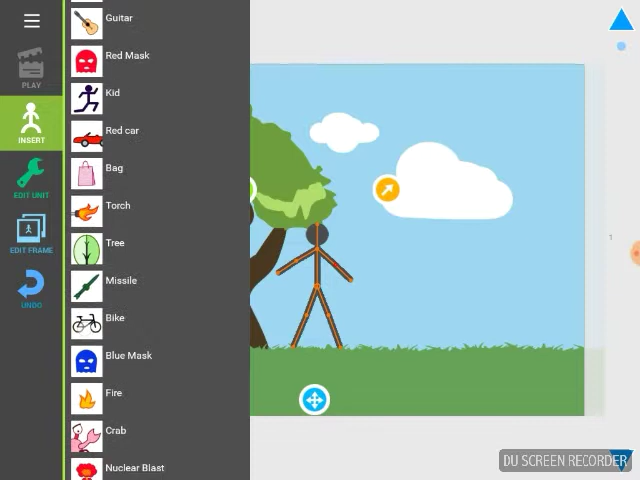 Guitar
Red Mask
Kid
Red car
Bag
Torch
Tree
Missile
Bike
Blue Mask
Fire
Crab
Nuclear Blast
PLAY
INSERT
EDIT UNIT
EDIT FRAME
UNDO
1
DU SCREEN RECORDER